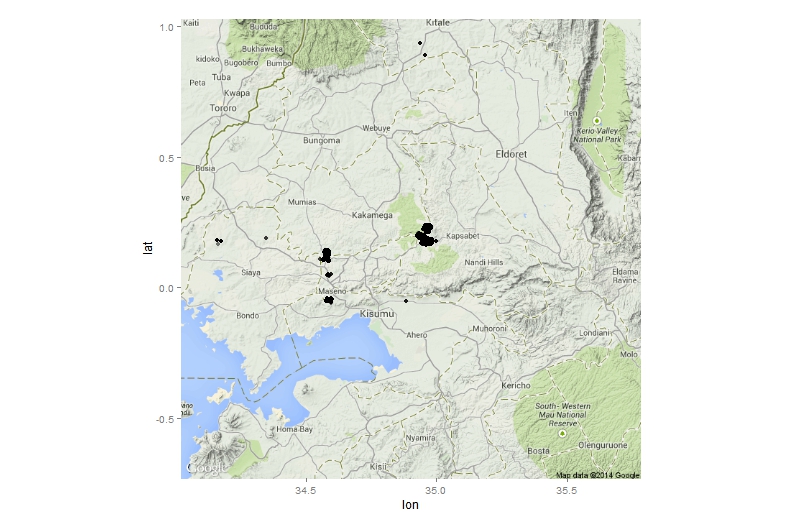 1.0
0.5
0.0
-0.5
34.5
35.0
35.5
lat
lon
Kaiti
Bududa
Kitale
Bukhaweka
kidoko
Bugobero
Bumbo
Tuba
Peta
Kwapa
Tororo
Iten
Kerio Valley
National Park
Webuye
Bungoma
Eldoret
Kabar
Busia
Mumias
Kakamega
Kapsabet
Siaya
Nandi Hills
Eldama
Ravine
Maseno
Bondo
Kisumu
Ahero
Muhoroni
Londiani
Molo
Kericho
South- Western
Mau National
Reserve
Homa Bay
Nyamira
Olenguruone
Bosta
Kisii
Google
Map data ©2014 Google